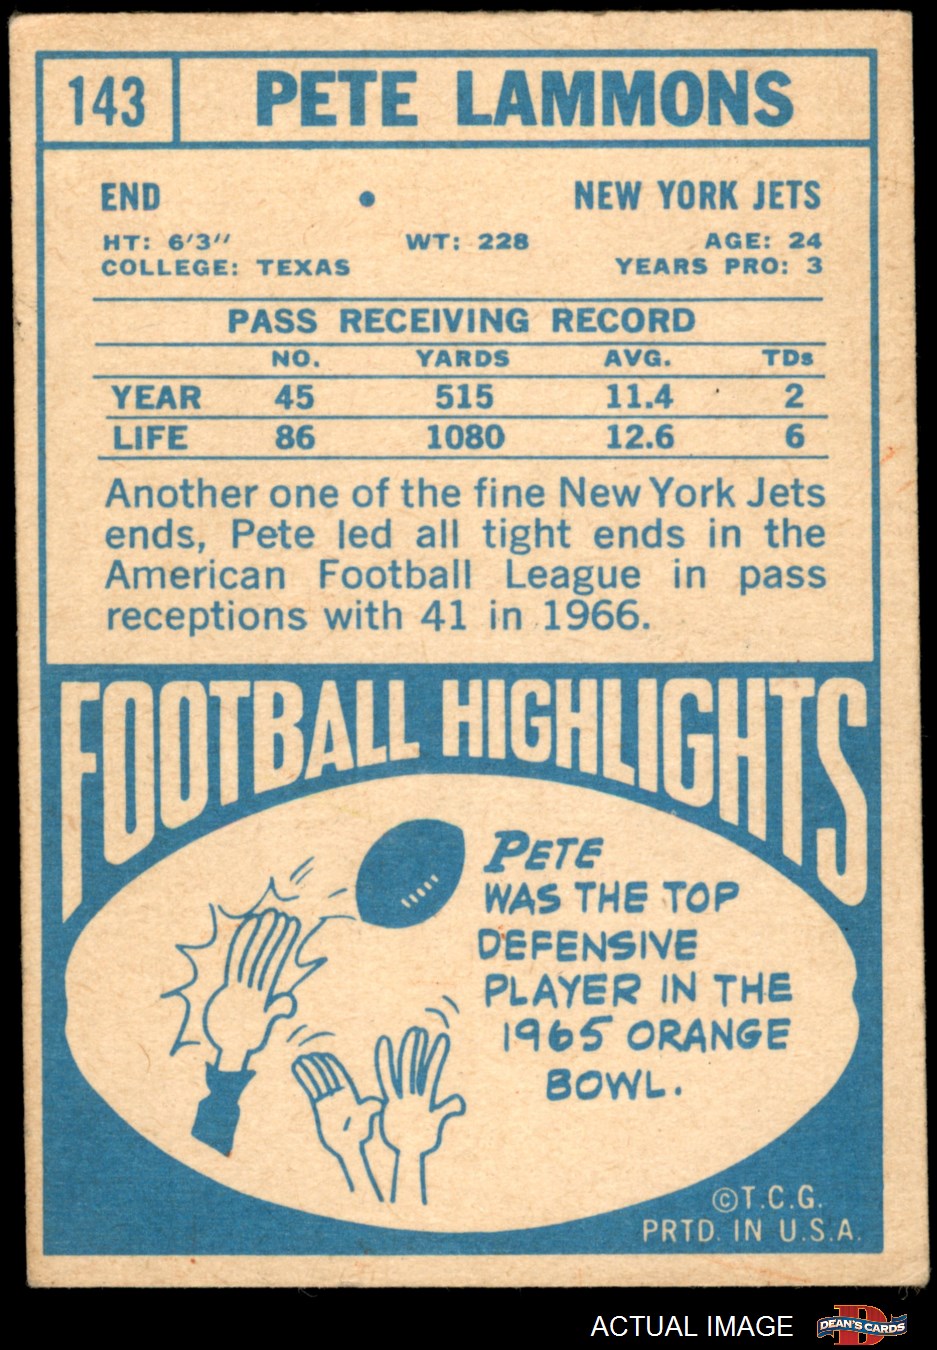 143 PETE LAMMONS
END • NEW YORK JETS
HT: 6'3" WT: 228 AGE: 24
COLLEGE: TEXAS YEARS PRO: 3
PASS RECEIVING RECORD
NO. YARDS AVG. TDs
YEAR 45 515 11.4 2
LIFE 86 1080 12.6 6
Another one of the fine New York Jets
ends, Pete led all tight ends in the
American Football League in pass
receptions with 41 in 1966.
FOOTBALL HIGHLIGHTS
PETE
WAS THE TOP
DEFENSIVE
PLAYER IN THE
1965 ORANGE
BOWL.
©T.C.G.
PRTD. IN U.S.A.
ACTUAL IMAGE
D
DEAN'S CARDS